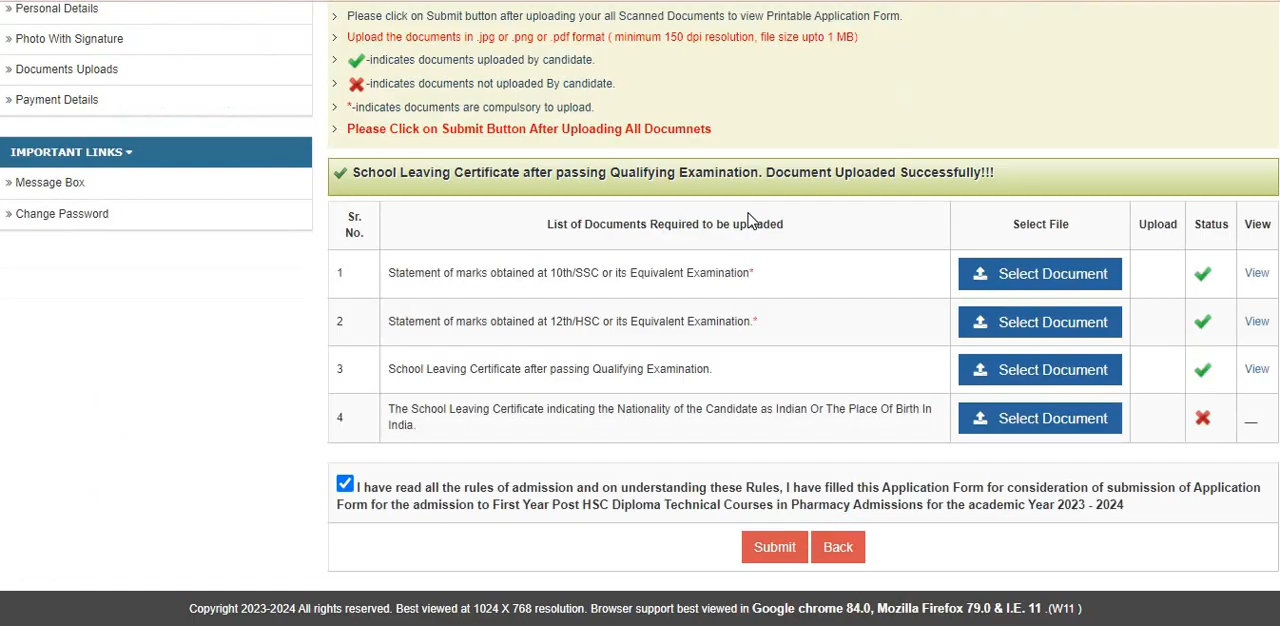 » Personal Details
» Photo With Signature
» Documents Uploads
» Payment Details
IMPORTANT LINKS
» Message Box
» Change Password
Please click on Submit button after uploading your all Scanned Documents to view Printable Application Form.
Upload the documents in .jpg or .png or .pdf format ( minimum 150 dpi resolution, file size upto 1 MB)
-indicates documents uploaded by candidate.
-indicates documents not uploaded By candidate.
*-indicates documents are compulsory to upload.
Please Click on Submit Button After Uploading All Documnets
School Leaving Certificate after passing Qualifying Examination. Document Uploaded Successfully!!!
Sr. No. List of Documents Required to be uploaded Select File Upload Status View
1 Statement of marks obtained at 10th/SSC or its Equivalent Examination* Select Document View
2 Statement of marks obtained at 12th/HSC or its Equivalent Examination.* Select Document View
3 School Leaving Certificate after passing Qualifying Examination. Select Document View
4 The School Leaving Certificate indicating the Nationality of the Candidate as Indian Or The Place Of Birth In
India. Select Document __
I have read all the rules of admission and on understanding these Rules, I have filled this Application Form for consideration of submission of Application
Form for the admission to First Year Post HSC Diploma Technical Courses in Pharmacy Admissions for the academic Year 2023 - 2024
Submit Back
Copyright 2023-2024 All rights reserved. Best viewed at 1024 X 768 resolution. Browser support best viewed in Google chrome 84.0, Mozilla Firefox 79.0 & I.E. 11 .(W11 )